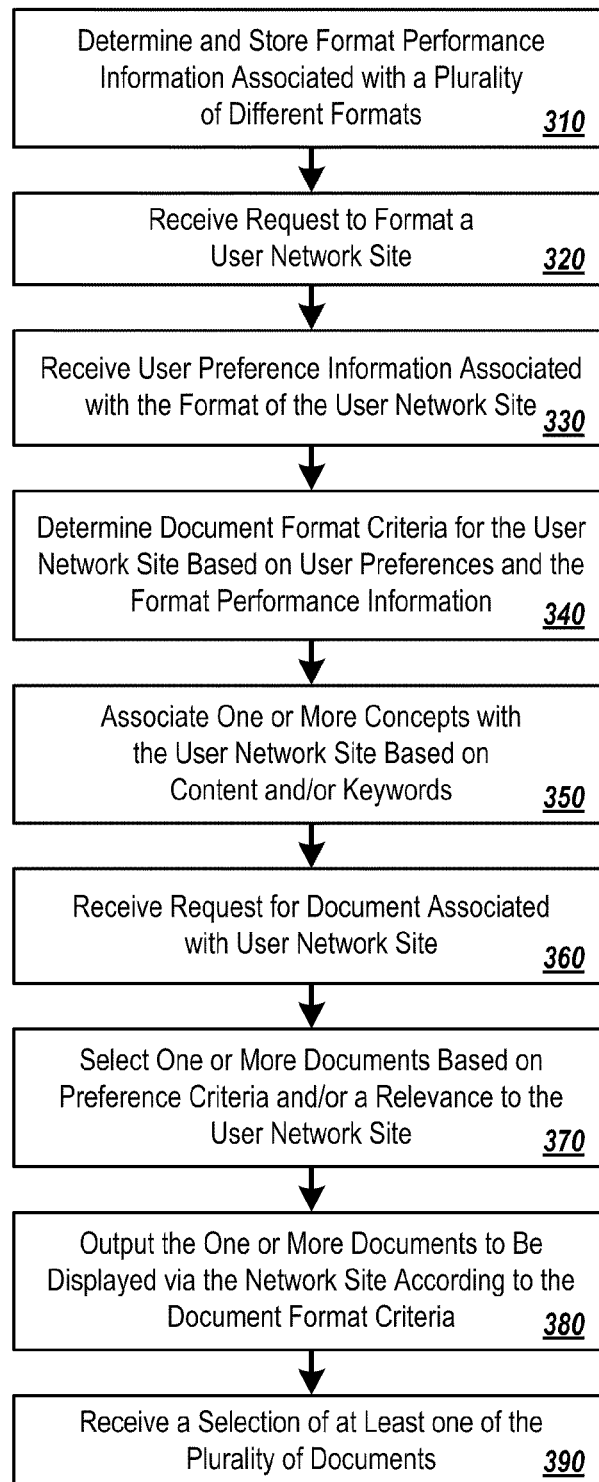 Determine and Store Format Performance
Information Associated with a Plurality
of Different Formats
310
Receive Request to Format a
User Network Site
320
Receive User Preference Information Associated
with the Format of the User Network Site
330
Determine Document Format Criteria for the User
Network Site Based on User Preferences and the
Format Performance Information
340
Associate One or More Concepts with
the User Network Site Based on
Content and/or Keywords
350
Receive Request for Document Associated
with User Network Site
360
Select One or More Documents Based on
Preference Criteria and/or a Relevance to the
User Network Site
370
Output the One or More Documents to Be
Displayed via the Network Site According to the
Document Format Criteria
380
Receive a Selection of at Least one of the
Plurality of Documents
390